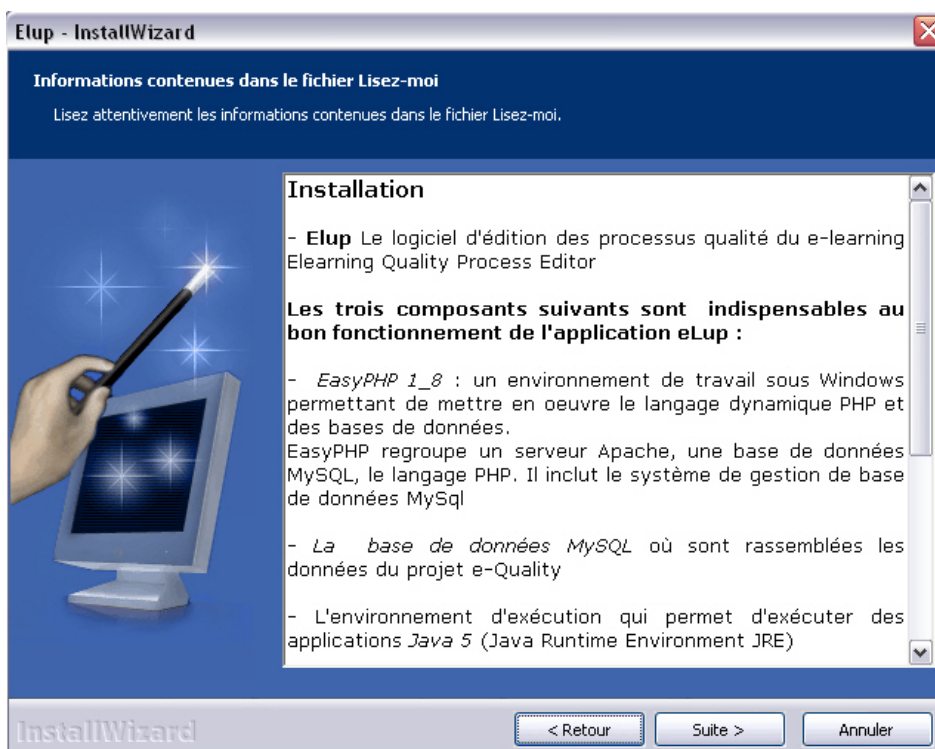 Elup - InstallWizard
Informations contenues dans le fichier Lisez-moi
Lisez attentivement les informations contenues dans le fichier Lisez-moi.
Installation
- Elup Le logiciel d'édition des processus qualité du e-learning
Elearning Quality Process Editor
Les trois composants suivants sont indispensables au
bon fonctionnement de l'application eLup :
- EasyPHP 1_8 : un environnement de travail sous Windows
permettant de mettre en oeuvre le langage dynamique PHP et
des bases de données.
EasyPHP regroupe un serveur Apache, une base de données
MySQL, le langage PHP. Il inclut le système de gestion de base
de données MySql
- La base de données MySQL où sont rassemblées les
données du projet e-Quality
- L'environnement d'exécution qui permet d'exécuter des
applications Java 5 (Java Runtime Environment JRE)
InstallWizard
< Retour
Suite >
Annuler